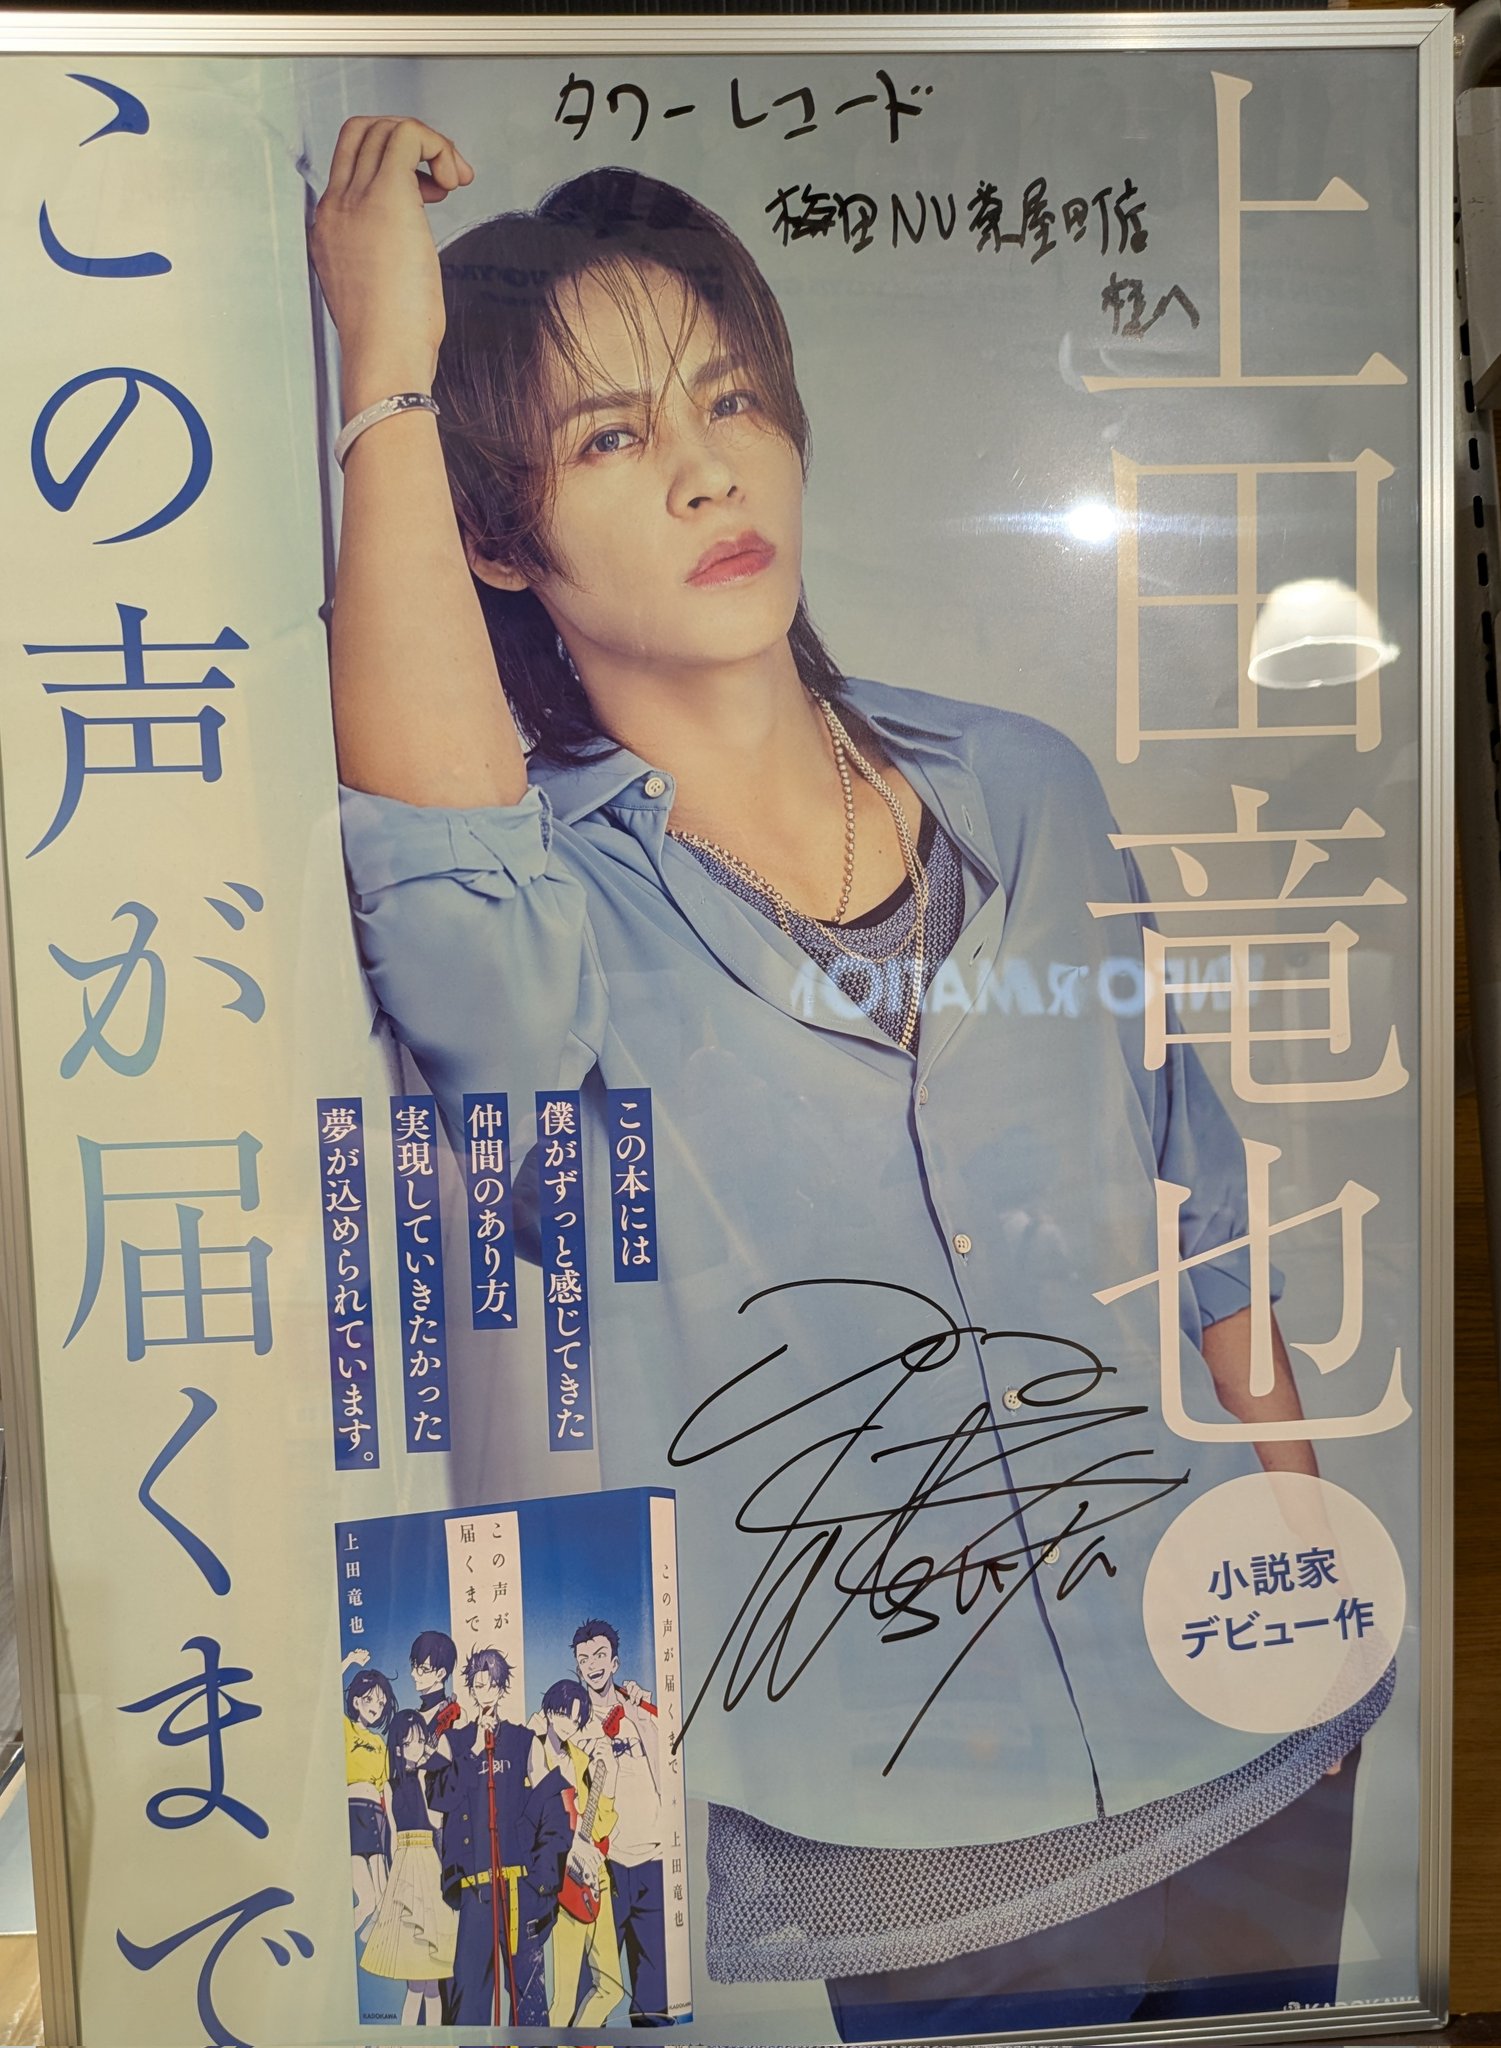 タワーレコード
梅田NU茶屋町店
様へ
上田竜也
この声が届くまで
この本には
僕がずっと感じてきた
仲間のあり方、
実現していきたかった
夢が込められています。
小説家
デビュー作
この声が
届くまで
上田竜也
この声が届くまで * 上田竜也
KADOKAWA
KADOKAWA
KADOKAWA
INFORMATION